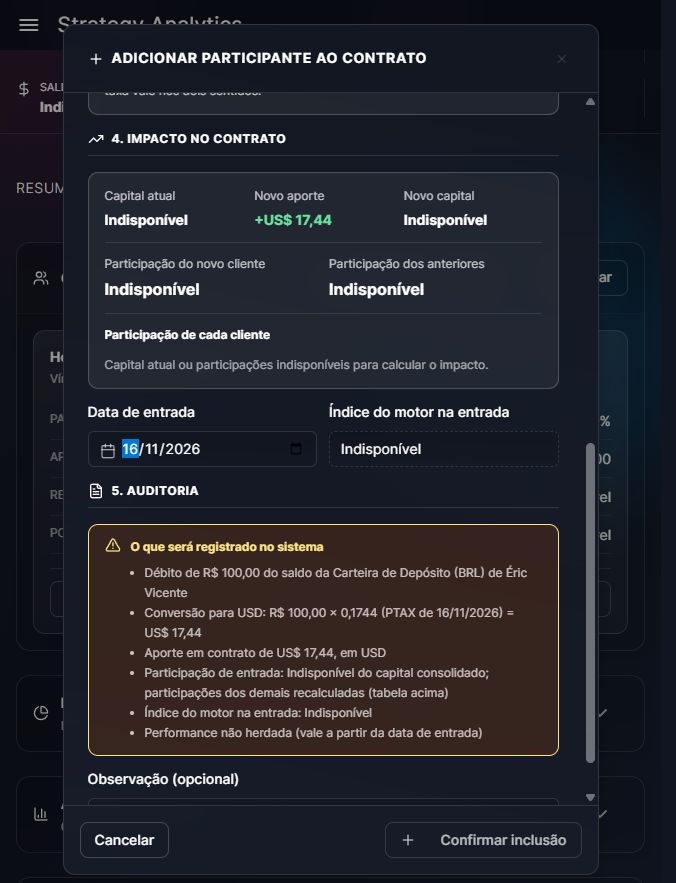 Strategy Analytics
ADICIONAR PARTICIPANTE AO CONTRATO
taxa vale nos dois sentidos.
4. IMPACTO NO CONTRATO
Capital atual
Novo aporte
Novo capital
Indisponível
+US$ 17,44
Indisponível
Participação do novo cliente
Participação dos anteriores
Indisponível
Indisponível
Participação de cada cliente
Capital atual ou participações indisponíveis para calcular o impacto.
Data de entrada
Índice do motor na entrada
16/11/2026
Indisponível
5. AUDITORIA
O que será registrado no sistema
• Débito de R$ 100,00 do saldo da Carteira de Depósito (BRL) de Éric
Vicente
• Conversão para USD: R$ 100,00 × 0,1744 (PTAX de 16/11/2026) =
US$ 17,44
• Aporte em contrato de US$ 17,44, em USD
• Participação de entrada: Indisponível do capital consolidado;
participações dos demais recalculadas (tabela acima)
• Índice do motor na entrada: Indisponível
• Performance não herdada (vale a partir da data de entrada)
Observação (opcional)
Cancelar
Confirmar inclusão
RESUM